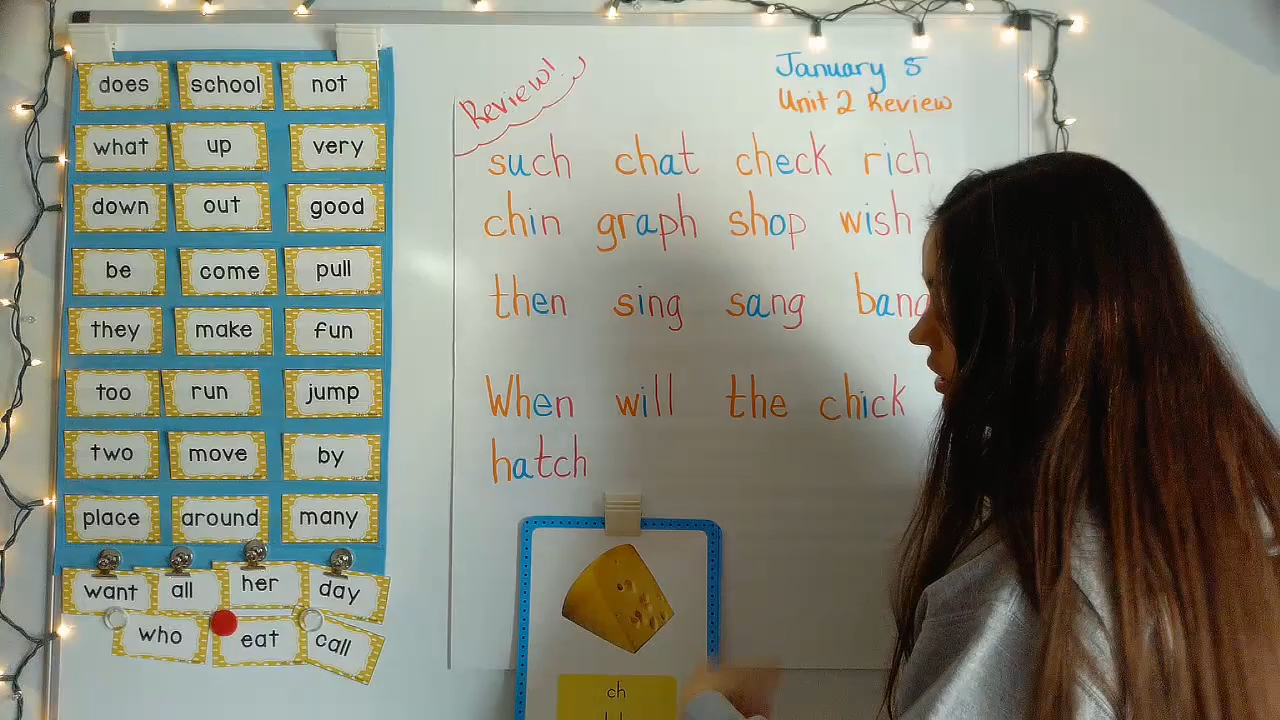 does school not
what up very
down out good
be come pull
they make fun
too run jump
two move by
place around many
want all her day
who eat call
Review!
January 5
Unit 2 Review
such chat check rich
chin graph shop wish
then sing sang
When will the chick
hatch
ch